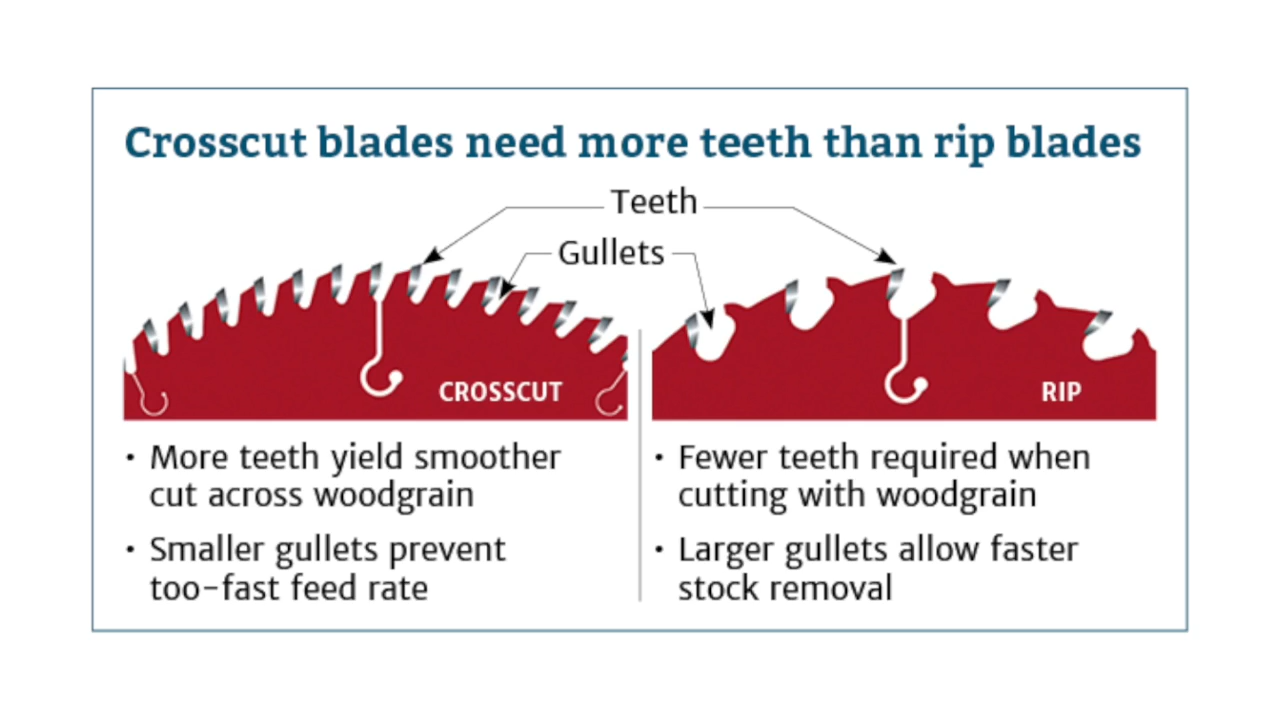 Crosscut blades need more teeth than rip blades
Teeth
Gullets
CROSSCUT
RIP
• More teeth yield smoother
cut across woodgrain
• Smaller gullets prevent
too-fast feed rate
• Fewer teeth required when
cutting with woodgrain
• Larger gullets allow faster
stock removal